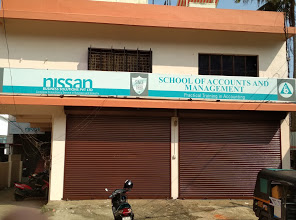 nissan
BUSINESS SOLUTIONS PVT. LTD.
SCHOOL OF ACCOUNTS AND
MANAGEMENT
Practical Training in Accounting